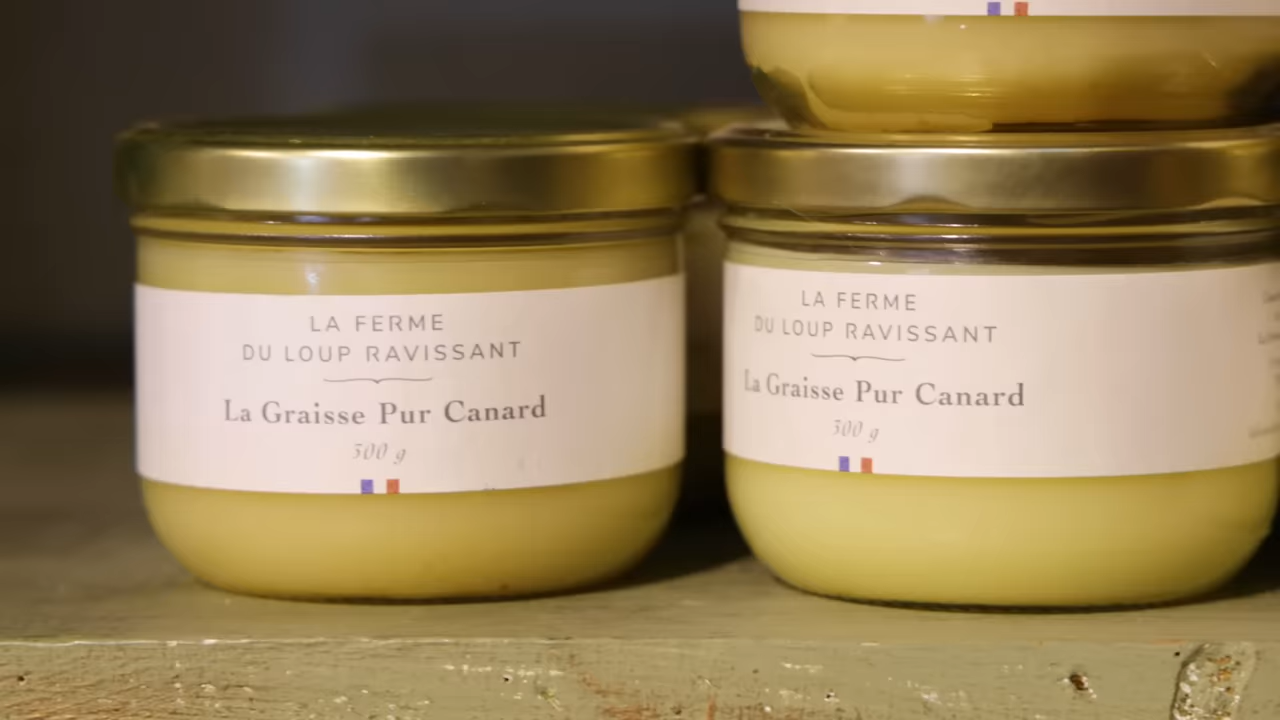 LA FERME
DU LOUP RAVISSANT
La Graisse Pur Canard
300 g
LA FERME
DU LOUP RAVISSANT
La Graisse Pur Canard
300 g